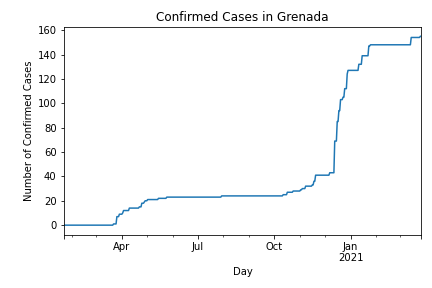 Confirmed Cases in Grenada
160
140
120
100
80
60
40
20
0
Number of Confirmed Cases
Apr Jul Oct Jan
2021
Day